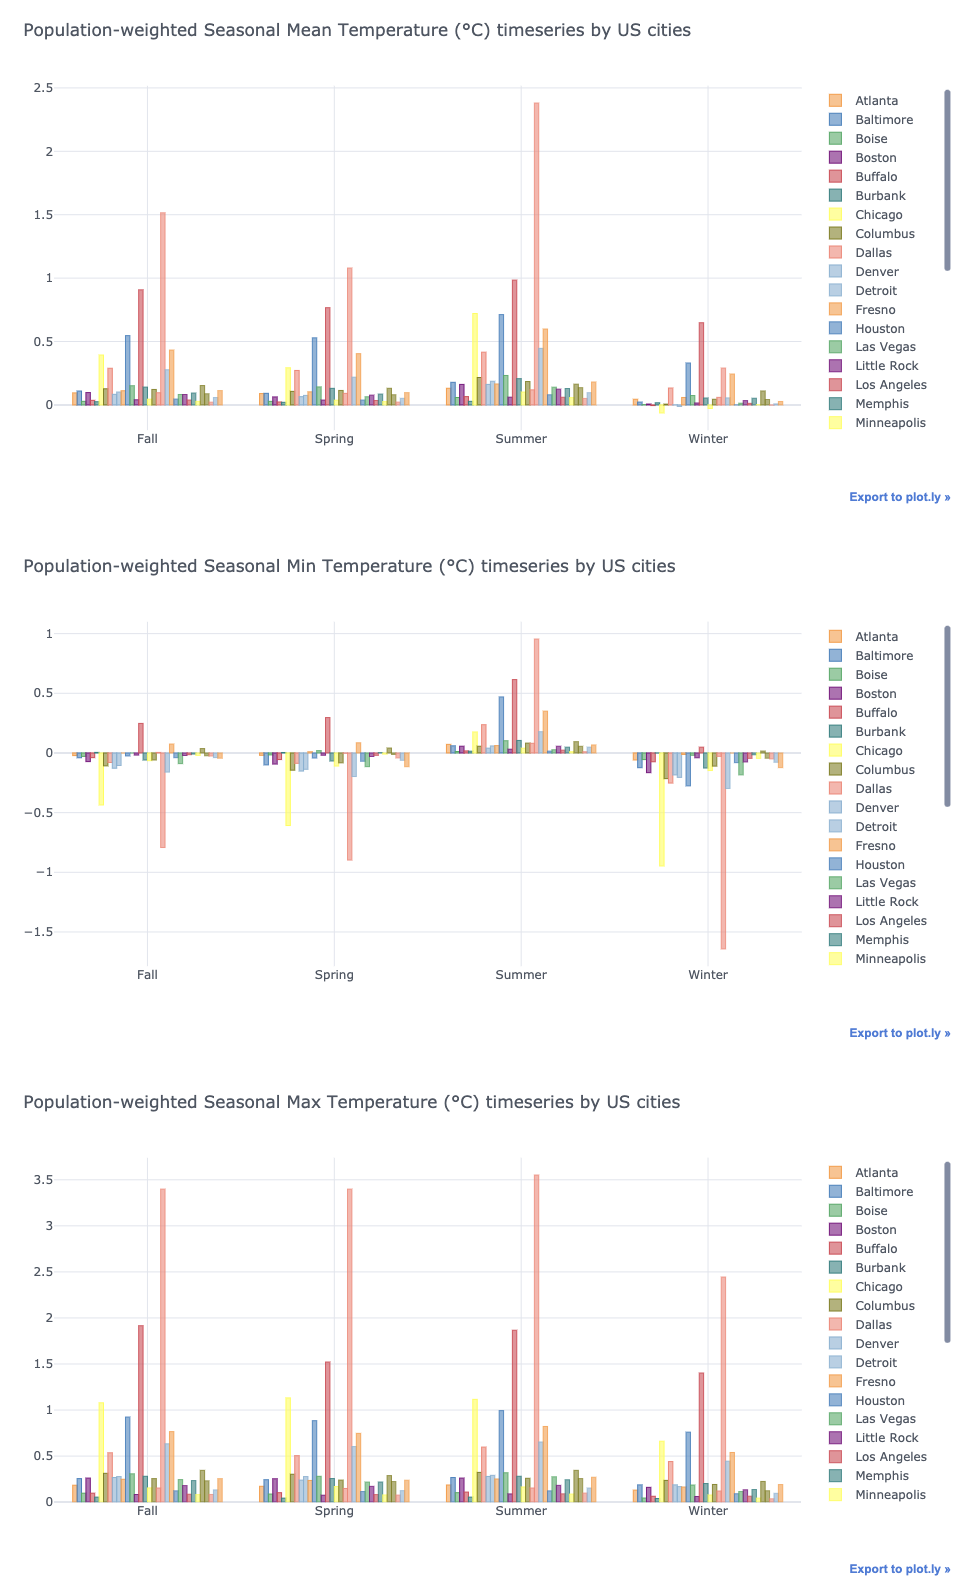 Population-weighted Seasonal Mean Temperature (°C) timeseries by US cities
2.5
2
1.5
1
0.5
0
Fall
Spring
Summer
Winter
Atlanta
Baltimore
Boise
Boston
Buffalo
Burbank
Chicago
Columbus
Dallas
Denver
Detroit
Fresno
Houston
Las Vegas
Little Rock
Los Angeles
Memphis
Minneapolis
Export to plot.ly »
Population-weighted Seasonal Min Temperature (°C) timeseries by US cities
1
0.5
0
−0.5
−1
−1.5
Fall
Spring
Summer
Winter
Atlanta
Baltimore
Boise
Boston
Buffalo
Burbank
Chicago
Columbus
Dallas
Denver
Detroit
Fresno
Houston
Las Vegas
Little Rock
Los Angeles
Memphis
Minneapolis
Export to plot.ly »
Population-weighted Seasonal Max Temperature (°C) timeseries by US cities
3.5
3
2.5
2
1.5
1
0.5
0
Fall
Spring
Summer
Winter
Atlanta
Baltimore
Boise
Boston
Buffalo
Burbank
Chicago
Columbus
Dallas
Denver
Detroit
Fresno
Houston
Las Vegas
Little Rock
Los Angeles
Memphis
Minneapolis
Export to plot.ly »